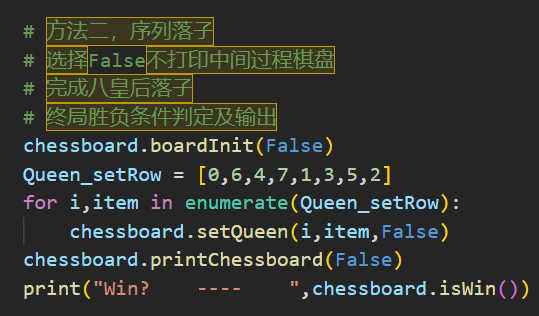 # 方法二，序列落子
# 选择False不打印中间过程棋盘
# 完成八皇后落子
# 终局胜负条件判定及输出
chessboard.boardInit(False)
Queen_setRow = [0,6,4,7,1,3,5,2]
for i,item in enumerate(Queen_setRow):
    chessboard.setQueen(i,item,False)
chessboard.printChessboard(False)
print("Win?    ----    ",chessboard.isWin())